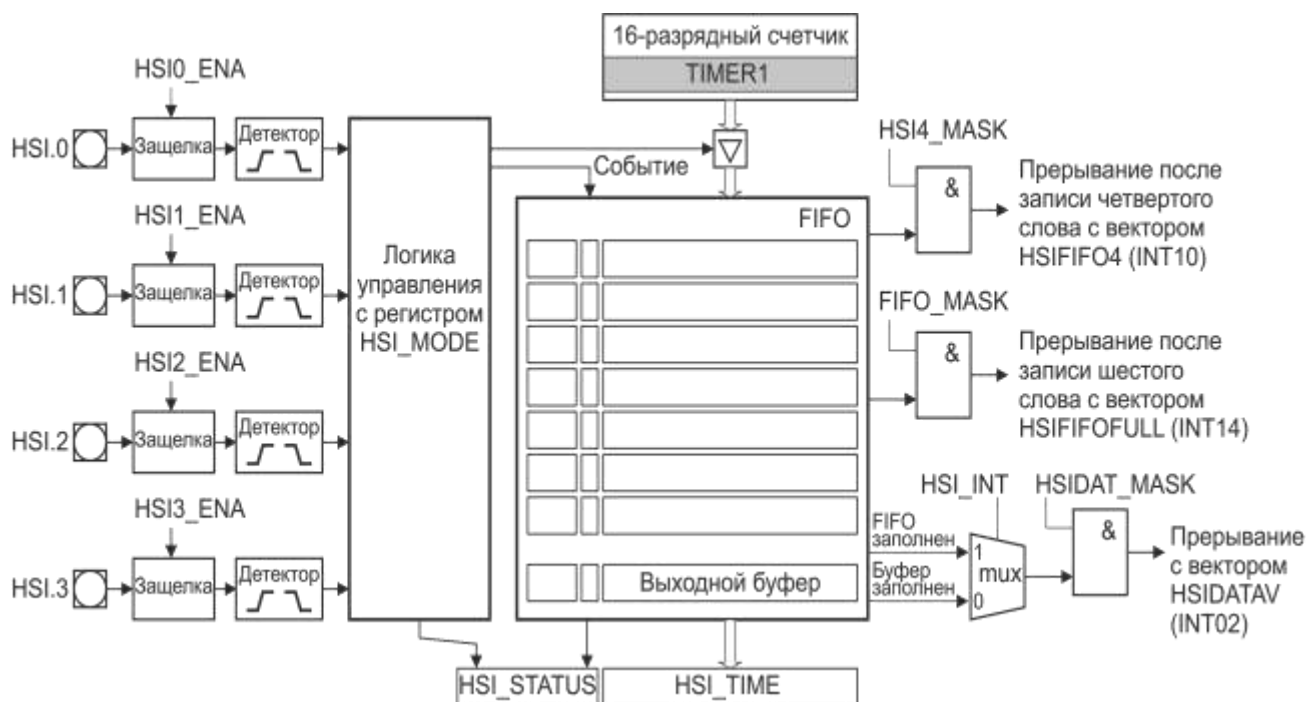 16-разрядный счетчик
TIMER1
HSI0_ENA
HSI.0
Защелка
Детектор
HSI1_ENA
HSI.1
Защелка
Детектор
HSI2_ENA
HSI.2
Защелка
Детектор
HSI3_ENA
HSI.3
Защелка
Детектор
Логика
управления
с регистром
HSI_MODE
Событие
FIFO
Выходной буфер
HSI4_MASK
&
Прерывание после
записи четвертого
слова с вектором
HSIFIFO4 (INT10)
FIFO_MASK
&
Прерывание после
записи шестого
слова с вектором
HSIFIFOFULL (INT14)
HSI_INT
HSIDAT_MASK
FIFO
заполнен
Буфер
заполнен
1
mux
0
&
Прерывание
с вектором
HSIDATAV
(INT02)
HSI_STATUS
HSI_TIME